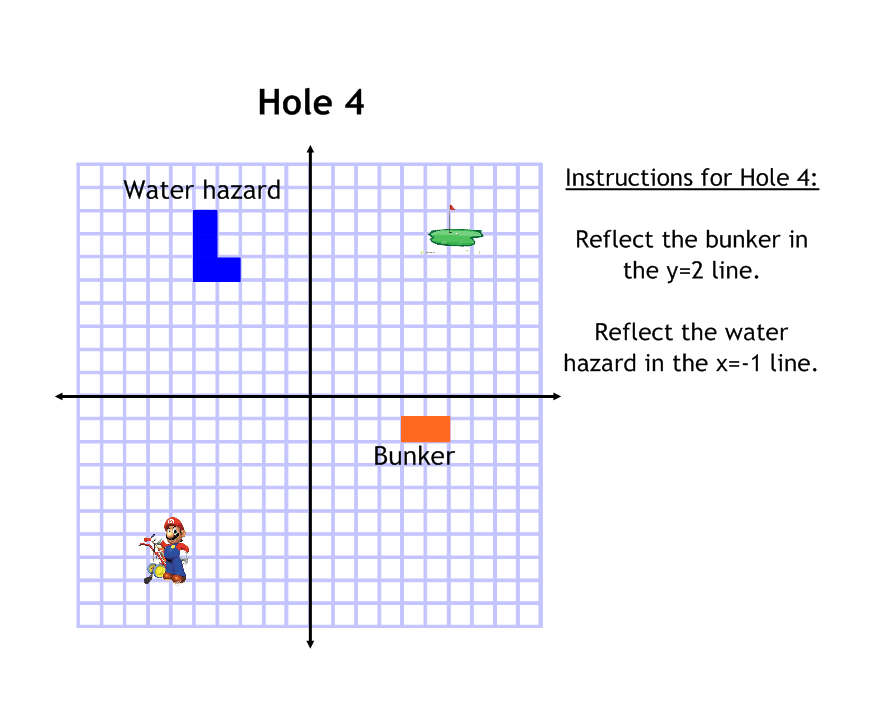 Hole 4
Water hazard
Instructions for Hole 4:
Reflect the bunker in
the y=2 line.
Reflect the water
hazard in the x=-1 line.
Bunker